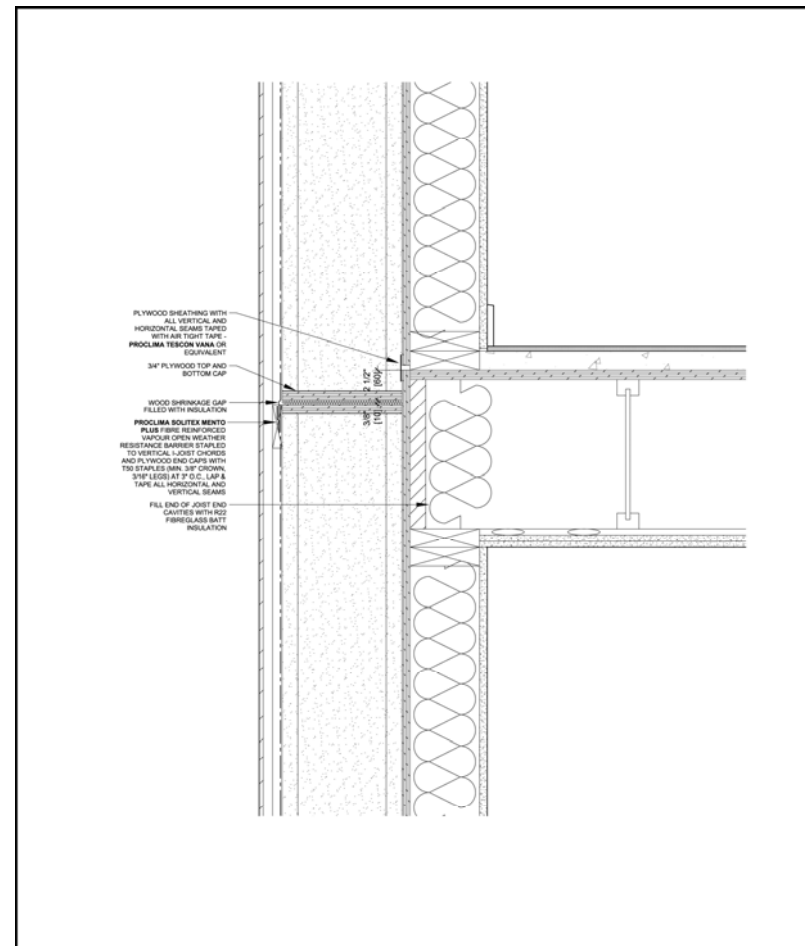 PLYWOOD SHEATHING WITH
ALL VERTICAL AND
HORIZONTAL SEAMS TAPED
WITH AIR TIGHT TAPE -
PROCLIMA TESCON VANA OR
EQUIVALENT
3/4" PLYWOOD TOP AND
BOTTOM CAP
WOOD SHRINKAGE GAP
FILLED WITH INSULATION
PROCLIMA SOLITEX MENTO
PLUS FIBRE REINFORCED
VAPOUR OPEN WEATHER
RESISTANCE BARRIER STAPLED
TO VERTICAL I-JOIST CHORDS
AND PLYWOOD END CAPS WITH
T50 STAPLES (MIN. 3/8" CROWN,
3/16" LEGS) AT 3" O.C., LAP &
TAPE ALL HORIZONTAL AND
VERTICAL SEAMS
FILL END OF JOIST END
CAVITIES WITH R22
FIBREGLASS BATT
INSULATION
2 1/2"
[60]
3/8"
[10]